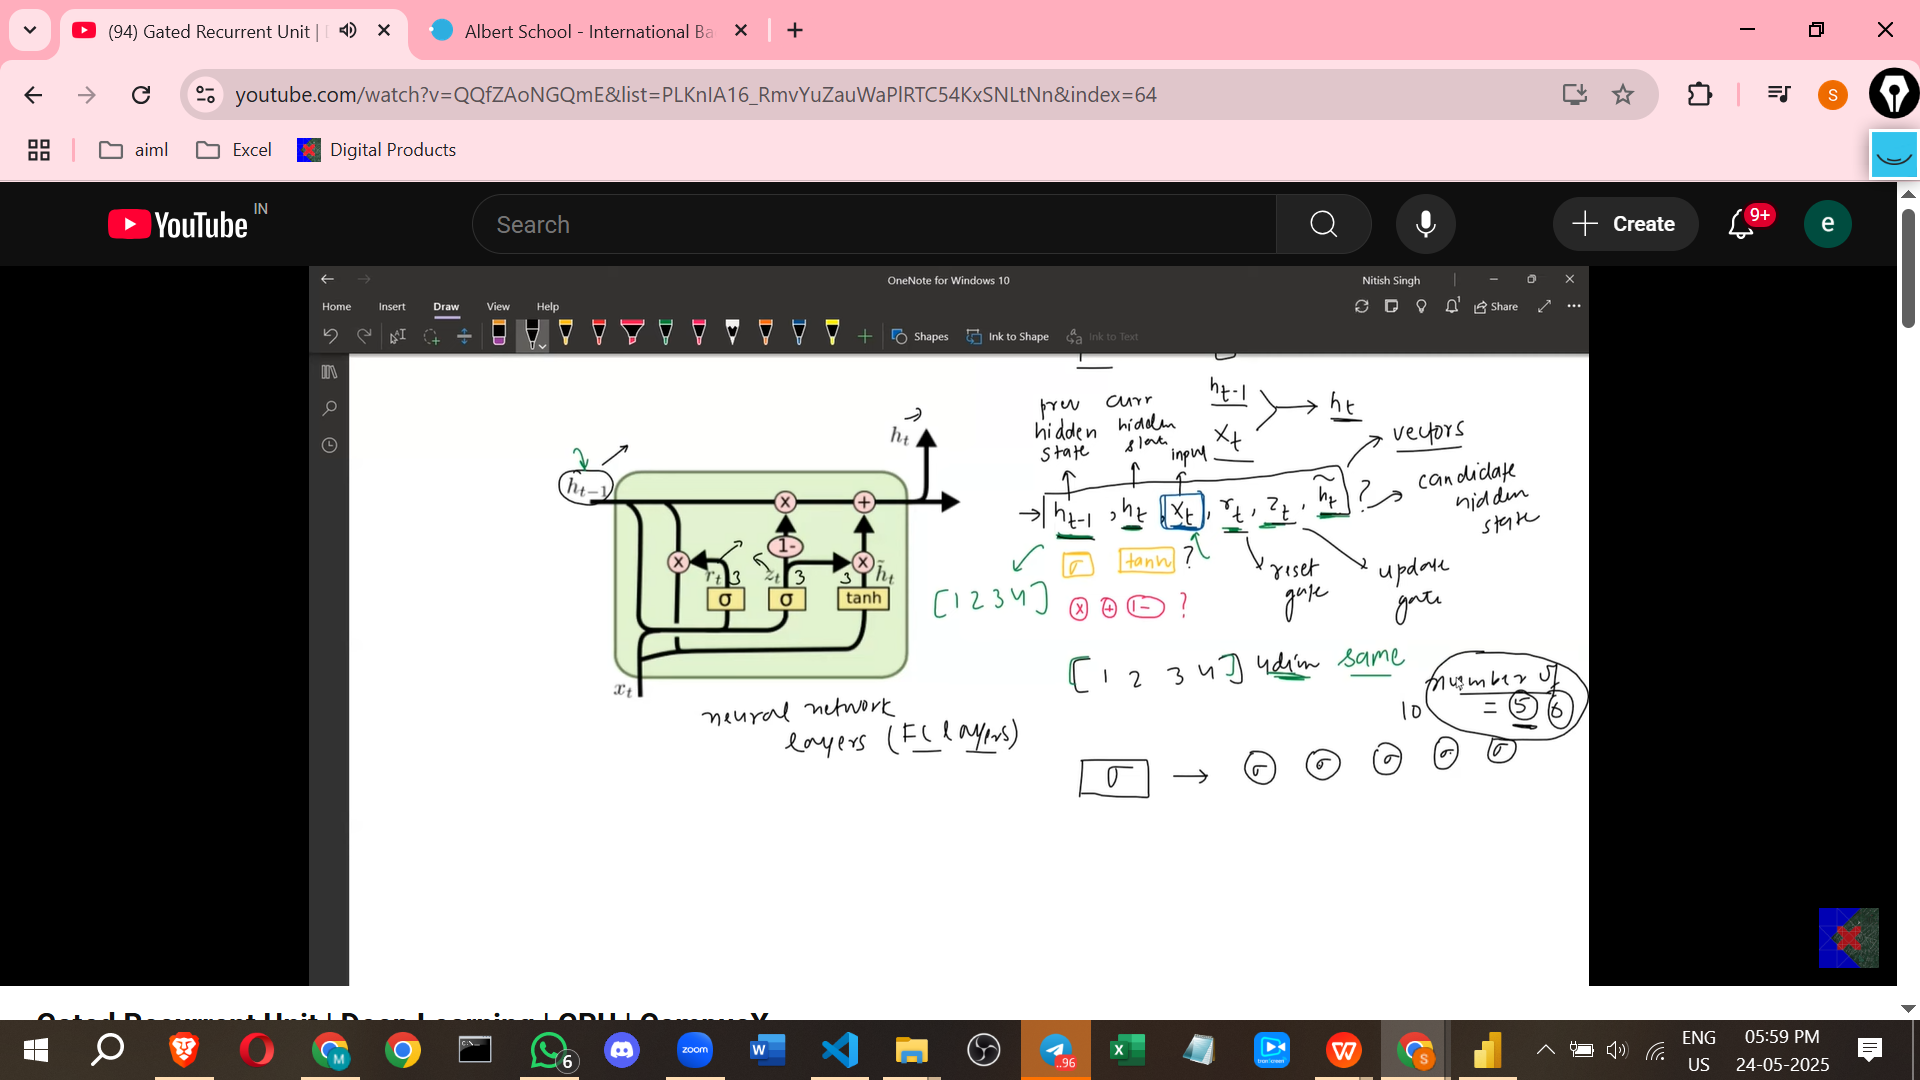 (94) Gated Recurrent Unit |
Albert School - International Ba
youtube.com/watch?v=QQfZAoNGQmE&list=PLKnIA16_RmvYuZauWaPlRTC54KxSNLtNn&index=64
S
aiml
Excel
Digital Products
YouTube IN
Search
Create
9+
e
OneNote for Windows 10
Nitish Singh
Home Insert Draw View Help
Share
Shapes
Ink to Shape
Ink to Text
prev hidden state
curr hidden state
input
h_{t-1}
x_t
h_t
vectors
h_{t-1}, h_t, x_t, r_t, z_t, h̃_t ?
candidate hidden state
σ tanh ?
reset gate
update gate
[1 2 3 4]
× + 1- ?
[1 2 3 4] 4dim same
number of
10 = 5 6
σ → σ σ σ σ σ
h_t
h_{t-1}
× +
1-
× r_t 3 z_t 3 3 × h̃_t
σ σ tanh
x_t
neural network
layers (FC layers)
6
zoom
..96
M
S
ENG
US
05:59 PM
24-05-2025